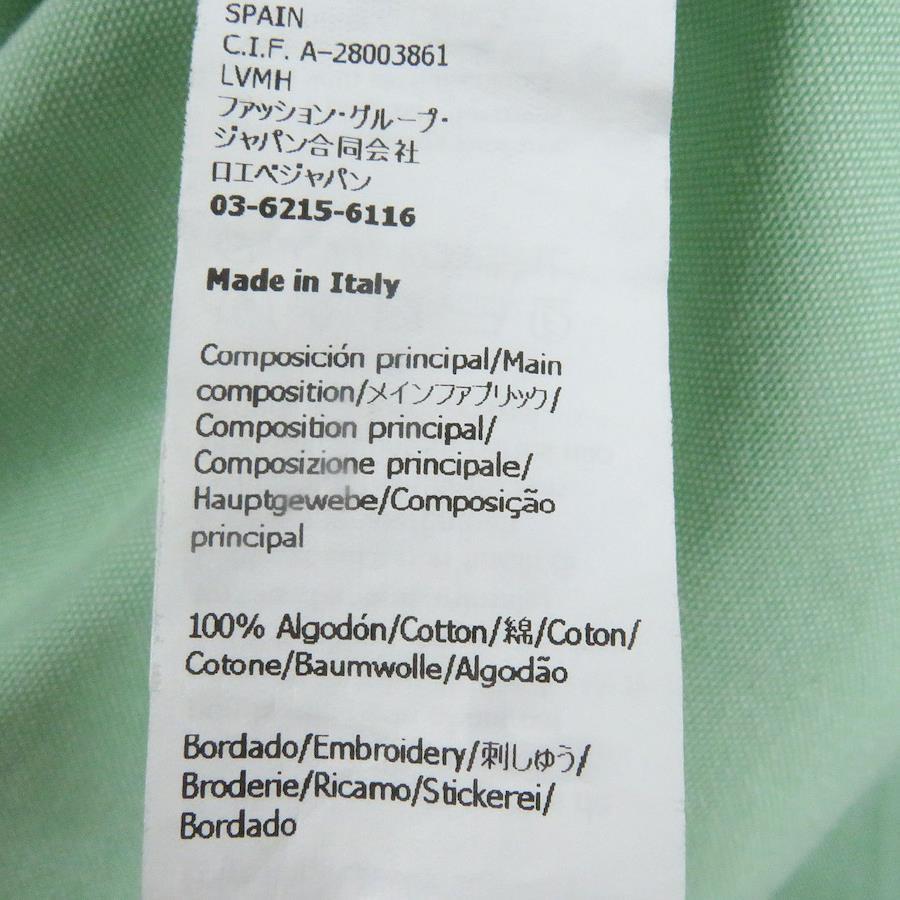 SPAIN
C.I.F. A-28003861
LVMH
ファッション・グループ・
ジャパン合同会社
ロエベジャパン
03-6215-6116
Made in Italy
Composición principal/Main
composition/メインファブリック/
Composition principal/
Composizione principale/
Hauptgewebe/Composição
principal
100% Algodón/Cotton/綿/Coton/
Cotone/Baumwolle/Algodão
Bordado/Embroidery/刺しゅう/
Broderie/Ricamo/Stickerei/
Bordado